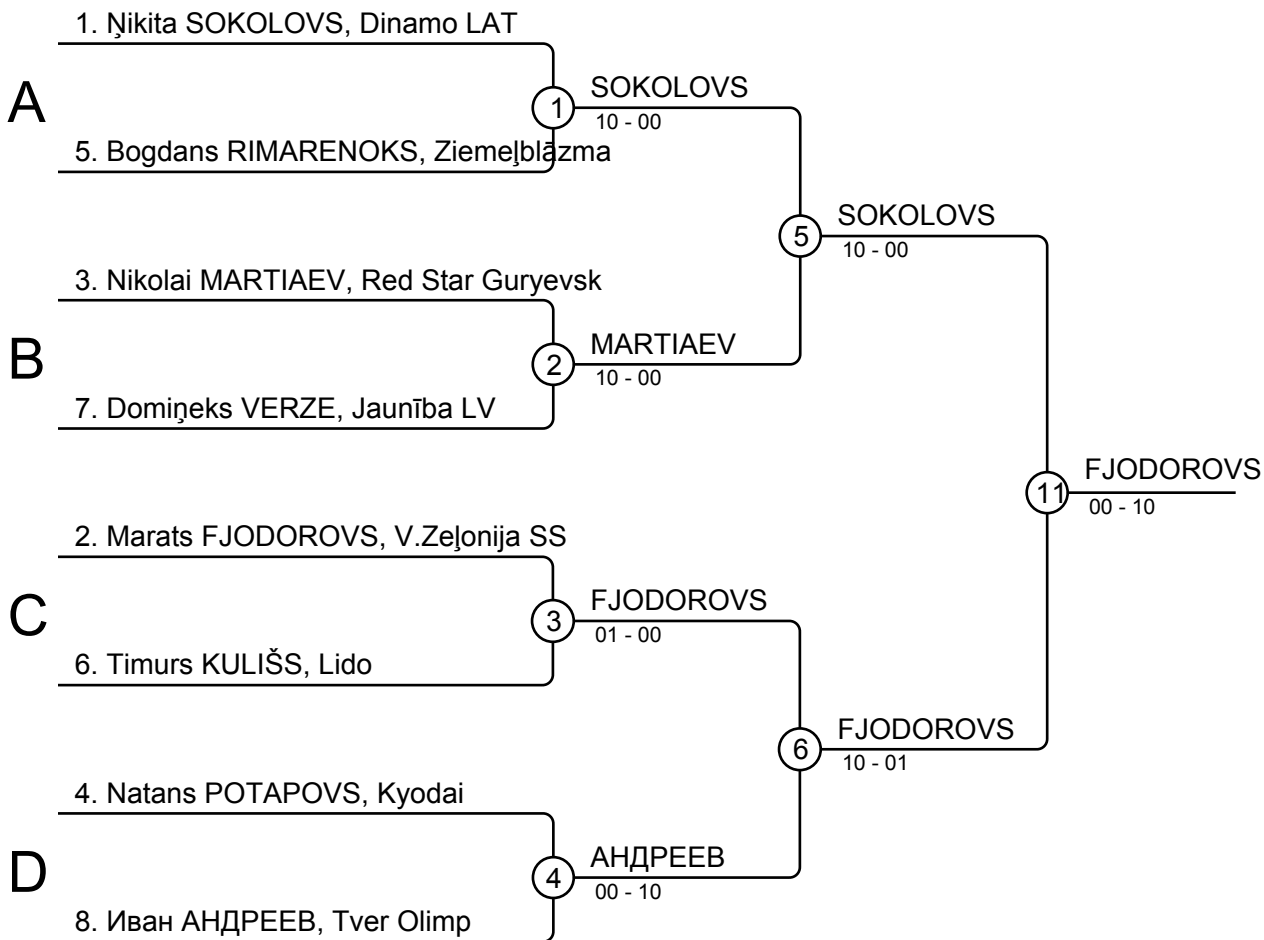 1. Ņikita SOKOLOVS, Dinamo LAT
A
1
SOKOLOVS
10 - 00
5. Bogdans RIMARENOKS, Ziemeļblāzma
5
SOKOLOVS
10 - 00
3. Nikolai MARTIAEV, Red Star Guryevsk
B
2
MARTIAEV
10 - 00
7. Domiņeks VERZE, Jaunība LV
11
FJODOROVS
00 - 10
2. Marats FJODOROVS, V.Zeļonija SS
C
3
FJODOROVS
01 - 00
6. Timurs KULIŠS, Lido
6
FJODOROVS
10 - 01
4. Natans POTAPOVS, Kyodai
D
4
АНДРЕЕВ
00 - 10
8. Иван АНДРЕЕВ, Tver Olimp